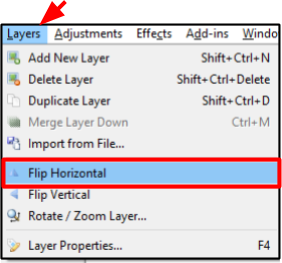 Layers Adjustments Effects Add-ins Windo
Add New Layer Shift+Ctrl+N
Delete Layer Shift+Ctrl+Delete
Duplicate Layer Shift+Ctrl+D
Merge Layer Down Ctrl+M
Import from File...
Flip Horizontal
Flip Vertical
Rotate / Zoom Layer...
Layer Properties... F4